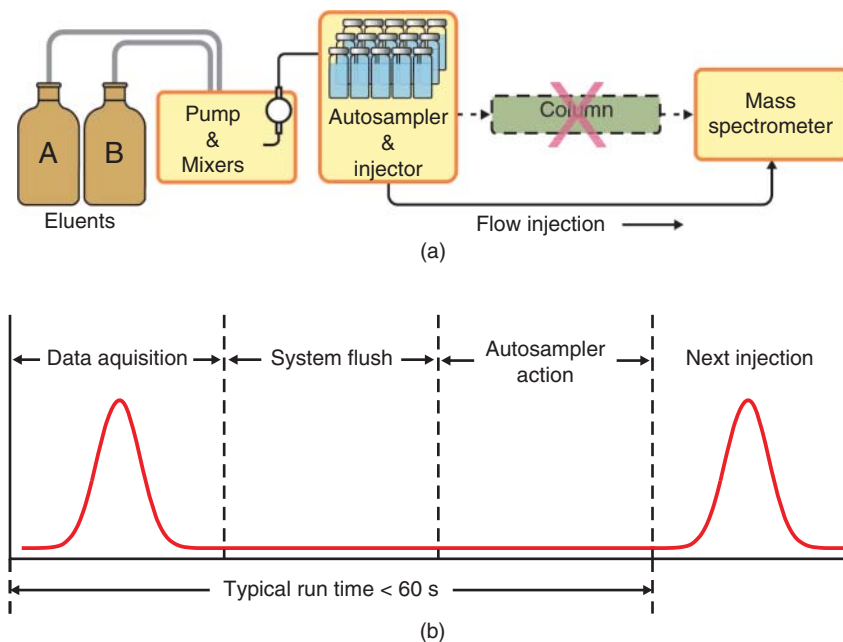 A
B
Eluents
Pump
&
Mixers
Autosampler
&
injector
Column
Mass
spectrometer
Flow injection
(a)
Data aquisition
System flush
Autosampler
action
Next injection
Typical run time < 60 s
(b)